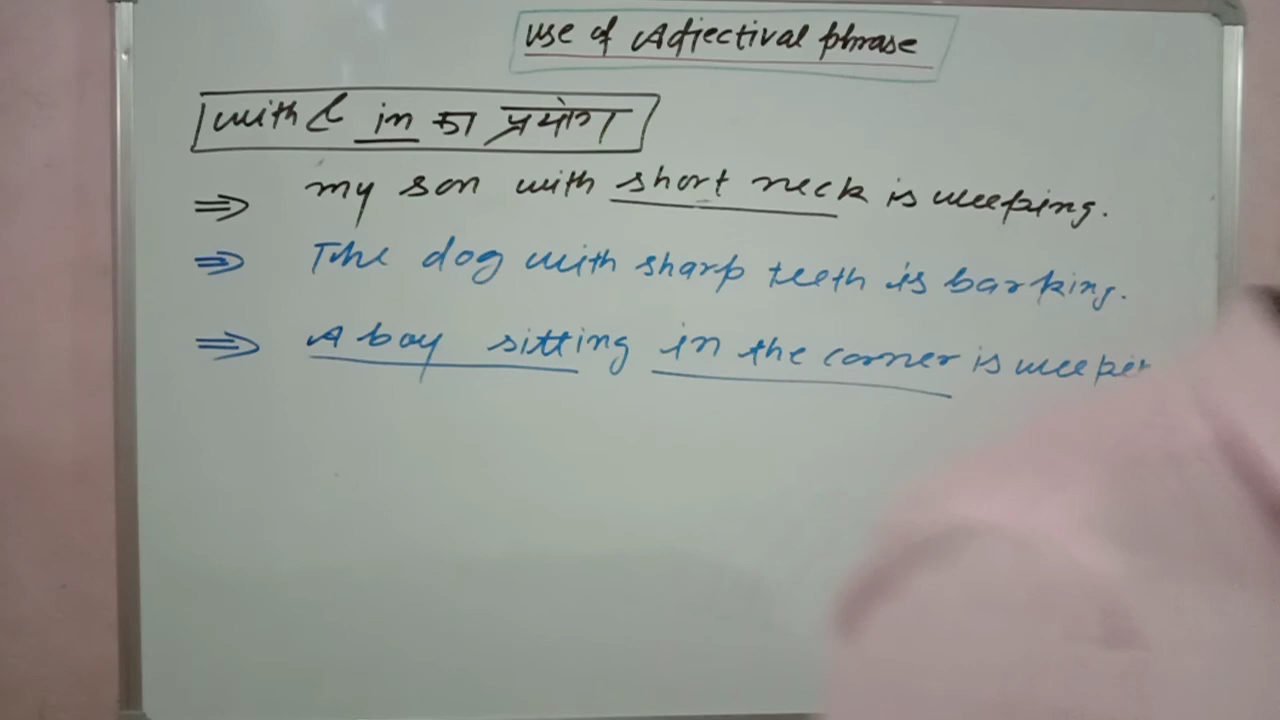 use of Adjectival phrase
with & in का प्रयोग
⇒ my son with short neck is weeping.
⇒ The dog with sharp teeth is barking.
⇒ A boy sitting in the corner is weepin